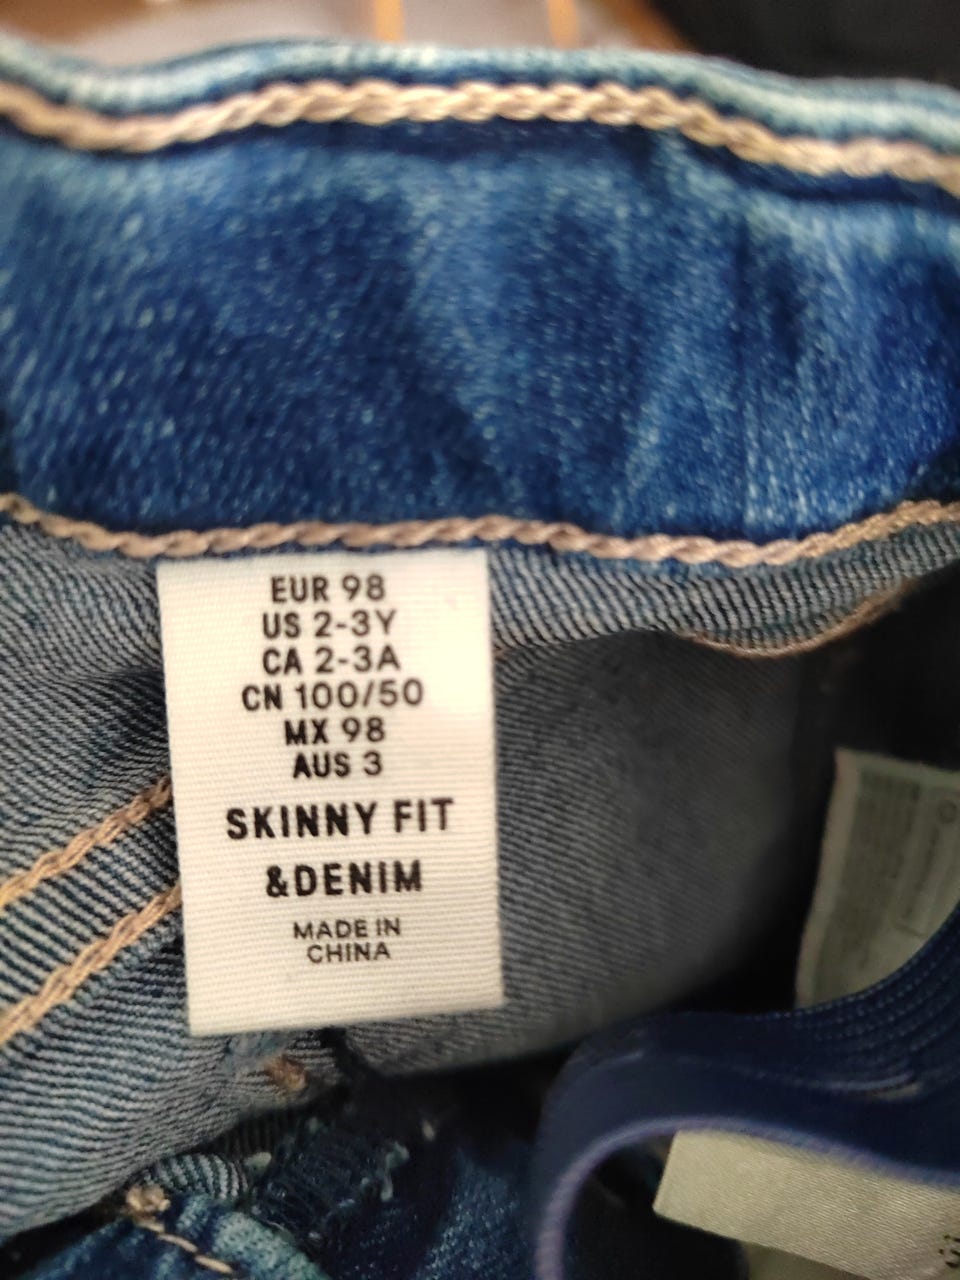 EUR 98
US 2-3Y
CA 2-3A
CN 100/50
MX 98
AUS 3
SKINNY FIT
&DENIM
MADE IN
CHINA